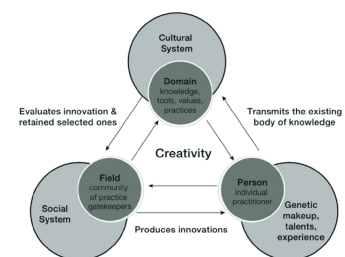 Cultural
System
Domain
knowledge,
tools, values,
practices
Evaluates innovation &
retained selected ones
Transmits the existing
body of knowledge
Creativity
Field
community
of practice
gatekeepers
Social
System
Person
individual
practitioner
Genetic
makeup,
talents,
experience
Produces innovations